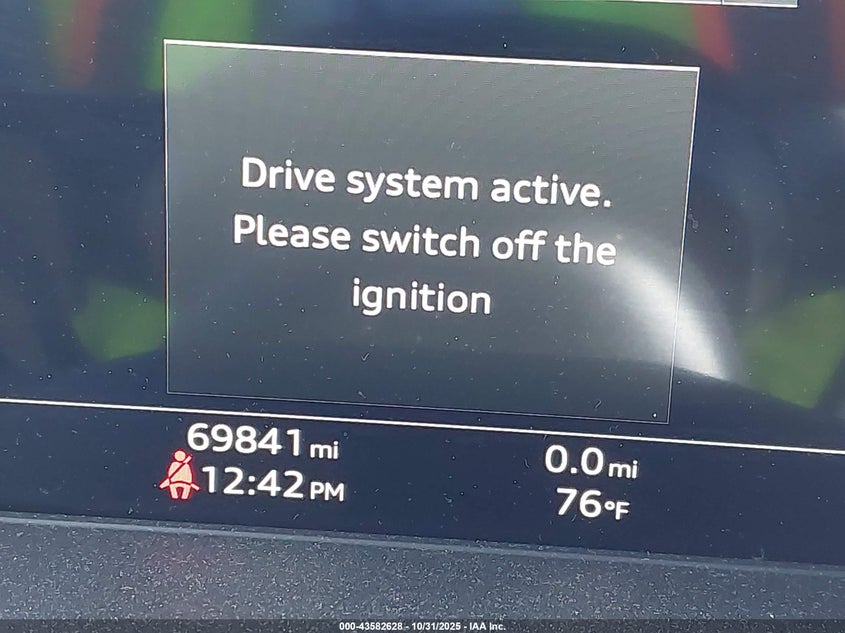 Drive system active.
Please switch off the
ignition
69841 mi
0.0 mi
12:42 PM
76°F
000-43582628 - 10/31/2025 - IAA Inc.